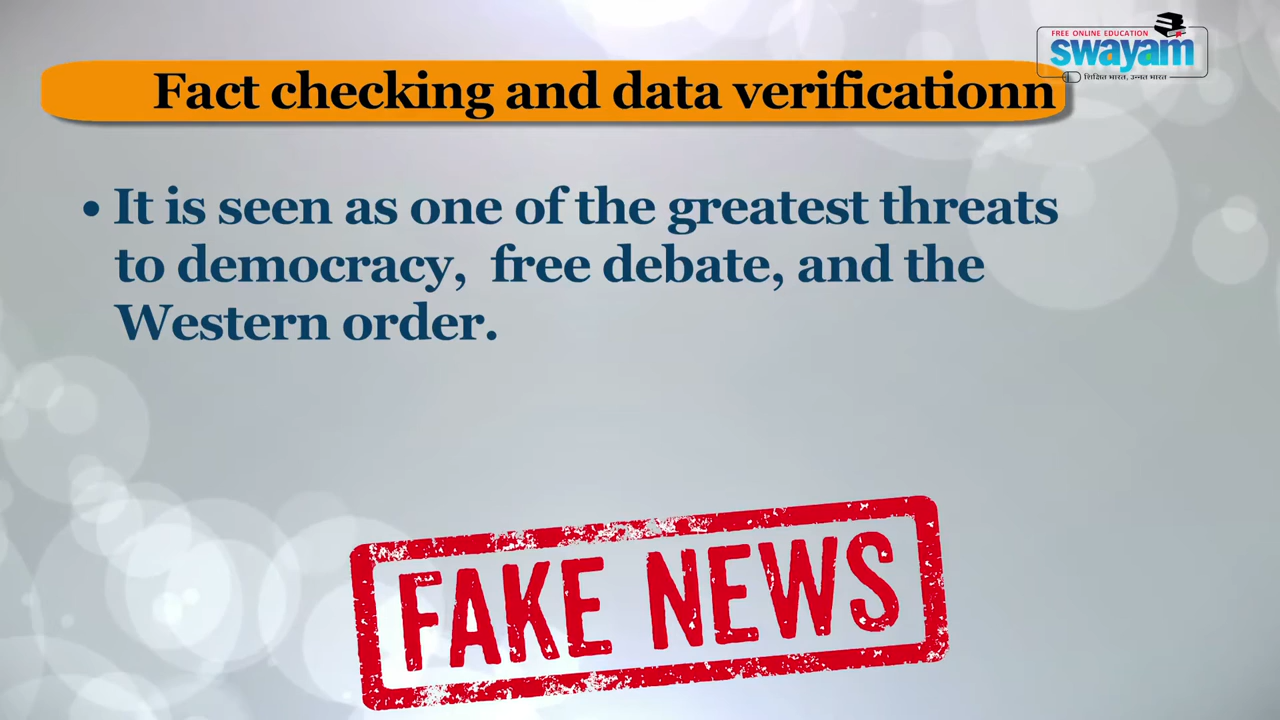 FREE ONLINE EDUCATION
swayam
शिक्षित भारत, उन्नत भारत
Fact checking and data verificationn
• It is seen as one of the greatest threats
to democracy,  free debate, and the
Western order.
FAKE NEWS